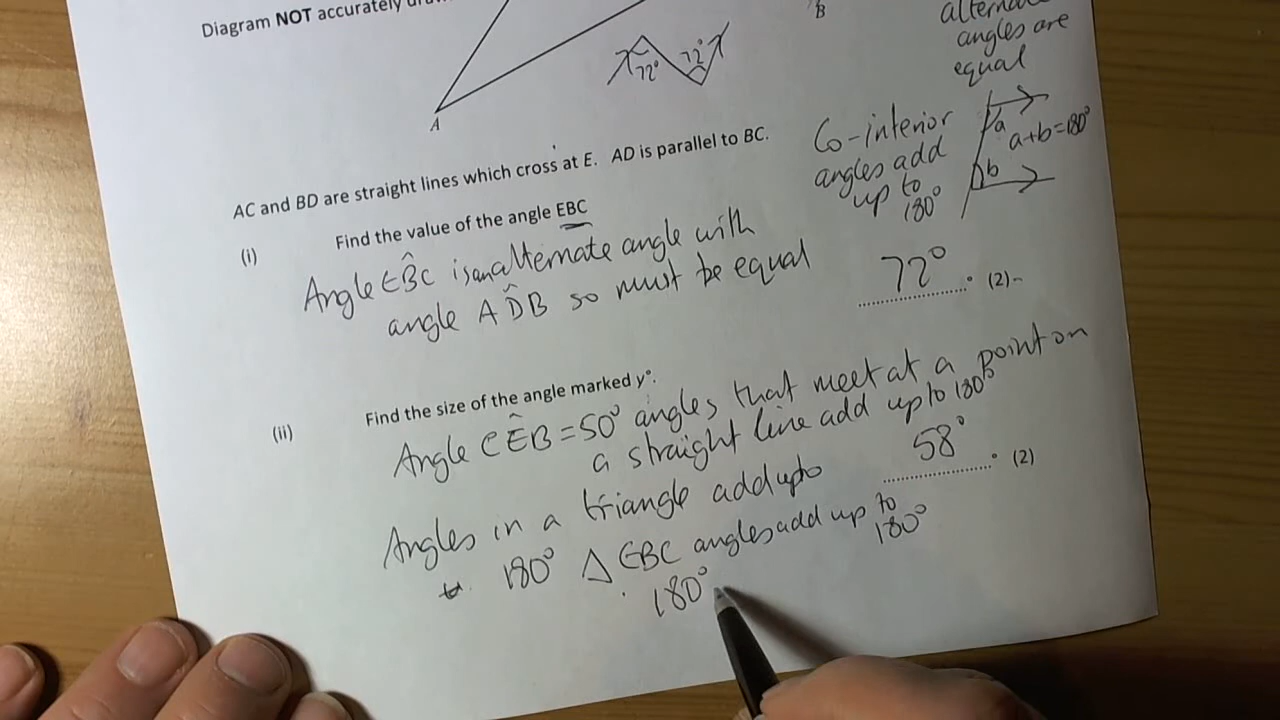 Diagram NOT accurately
A
B
72°
72°
angles are
equal
Co-interior
angles add
up to
180°
a
a+b=180°
b
AC and BD are straight lines which cross at E. AD is parallel to BC.
(i) Find the value of the angle EBC
Angle EB̂C is an alternate angle with
angle AD̂B so must be equal
72°
° (2)
(ii) Find the size of the angle marked y°.
Angle CÊB = 50° angles that meet at a point on
a straight line add up to 180°
58°
° (2)
Angles in a triangle add upto
180° △ EBC angles add up to
180°
180°